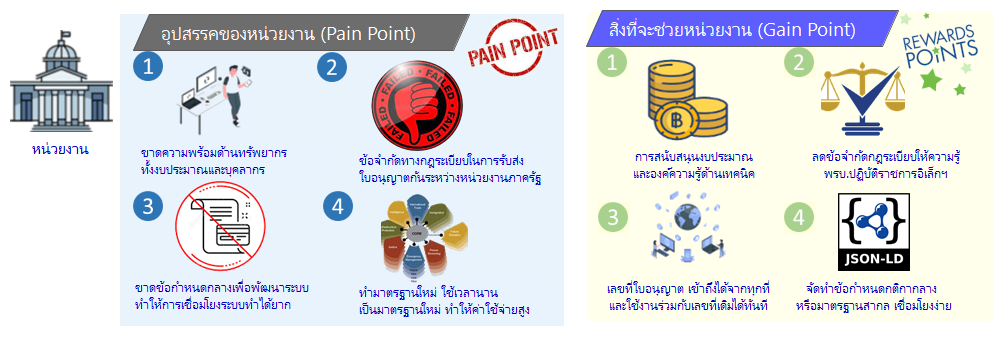 หน่วยงาน
อุปสรรคของหน่วยงาน (Pain Point)
PAIN POINT
1
ขาดความพร้อมด้านทรัพยากร
ทั้งงบประมาณและบุคลากร
2
FAILED
FAILED
FAILED
FAILED
ข้อจำกัดทางกฎระเบียบในการรับส่ง
ใบอนุญาตกันระหว่างหน่วยงานภาครัฐ
3
ขาดข้อกำหนดกลางเพื่อพัฒนาระบบ
ทำให้การเชื่อมโยงระบบทำได้ยาก
4
CORE
ทำมาตรฐานใหม่ ใช้เวลานาน
เป็นมาตรฐานใหม่ ทำให้ค่าใช้จ่ายสูง
สิ่งที่จะช่วยหน่วยงาน (Gain Point)
REWARDS
POINTS
1
การสนับสนุนงบประมาณ
และองค์ความรู้ด้านเทคนิค
2
ลดข้อจำกัดกฎระเบียบให้ความรู้
พรบ.ปฏิบัติราชการอิเล็กฯ
3
เลขที่ใบอนุญาต เข้าถึงได้จากทุกที่
และใช้งานร่วมกับเลขที่เดิมได้ทันที
4
{ }
JSON-LD
จัดทำข้อกำหนดกติกากลาง
หรือมาตรฐานสากล เชื่อมโยงง่าย